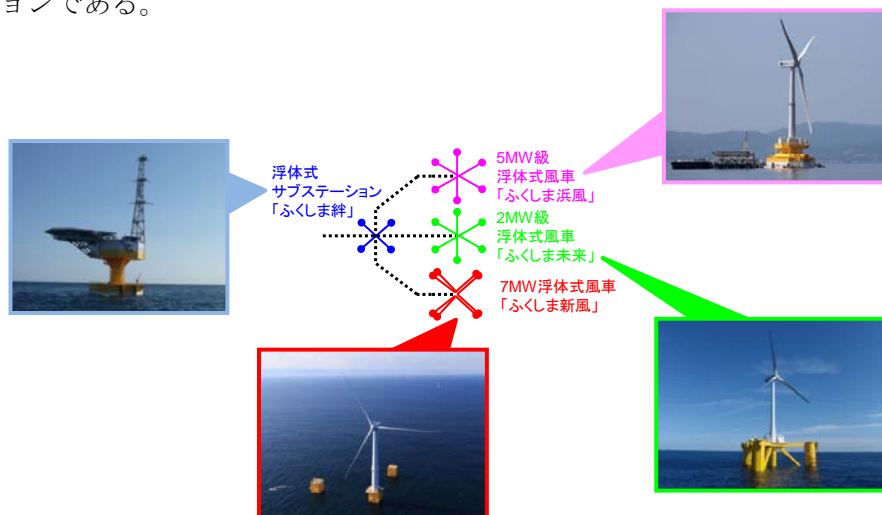 ョンである。
浮体式
サブステーション
「ふくしま絆」
5MW級
浮体式風車
「ふくしま浜風」
2MW級
浮体式風車
「ふくしま未来」
7MW浮体式風車
「ふくしま新風」